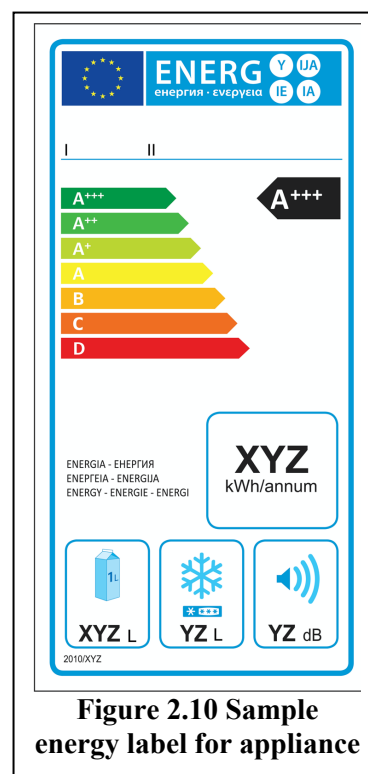 ENERG Y IJA
енергия · ενεργεια IE IA
I II
A+++ A+++
A++
A+
A
B
C
D
XYZ
kWh/annum
ENERGIA - ЕНЕРГИЯ
ΕΝΕΡΓΕΙΑ - ENERGIJA
ENERGY - ENERGIE - ENERGI
1L
XYZ L YZ L YZ dB
2010/XYZ
Figure 2.10 Sample
energy label for appliance